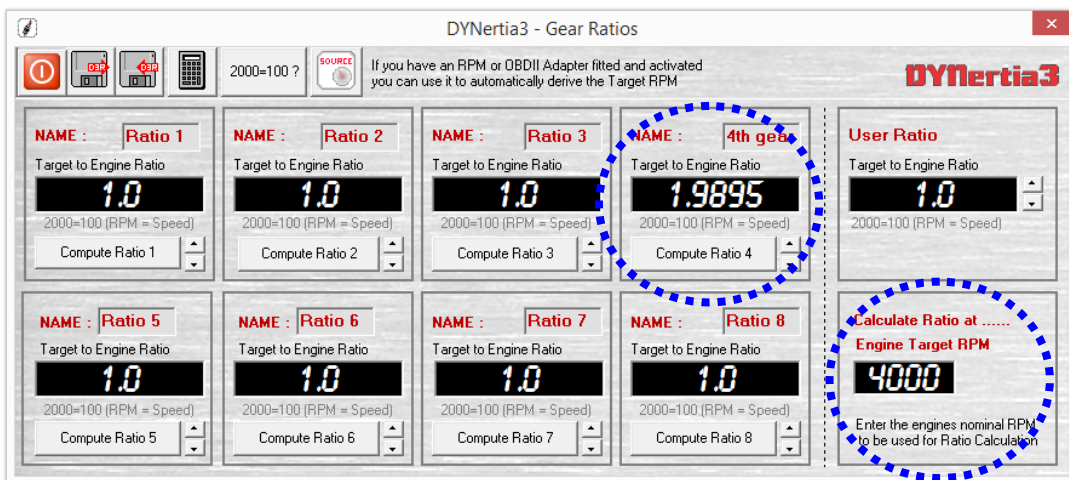 DYNertia3 - Gear Ratios
D3R
D3R
2000=100 ?
SOURCE
If you have an RPM or OBDII Adapter fitted and activated
you can use it to automatically derive the Target RPM
DYNertia3
NAME : Ratio 1
Target to Engine Ratio
1.0
2000=100 (RPM = Speed)
Compute Ratio 1
NAME : Ratio 2
Target to Engine Ratio
1.0
2000=100 (RPM = Speed)
Compute Ratio 2
NAME : Ratio 3
Target to Engine Ratio
1.0
2000=100 (RPM = Speed)
Compute Ratio 3
NAME : 4th gear
Target to Engine Ratio
1.9895
2000=100 (RPM = Speed)
Compute Ratio 4
User Ratio
Target to Engine Ratio
1.0
2000=100 (RPM = Speed)
NAME : Ratio 5
Target to Engine Ratio
1.0
2000=100 (RPM = Speed)
Compute Ratio 5
NAME : Ratio 6
Target to Engine Ratio
1.0
2000=100 (RPM = Speed)
Compute Ratio 6
NAME : Ratio 7
Target to Engine Ratio
1.0
2000=100 (RPM = Speed)
Compute Ratio 7
NAME : Ratio 8
Target to Engine Ratio
1.0
2000=100 (RPM = Speed)
Compute Ratio 8
Calculate Ratio at ......
Engine Target RPM
4000
Enter the engines nominal RPM
to be used for Ratio Calculation